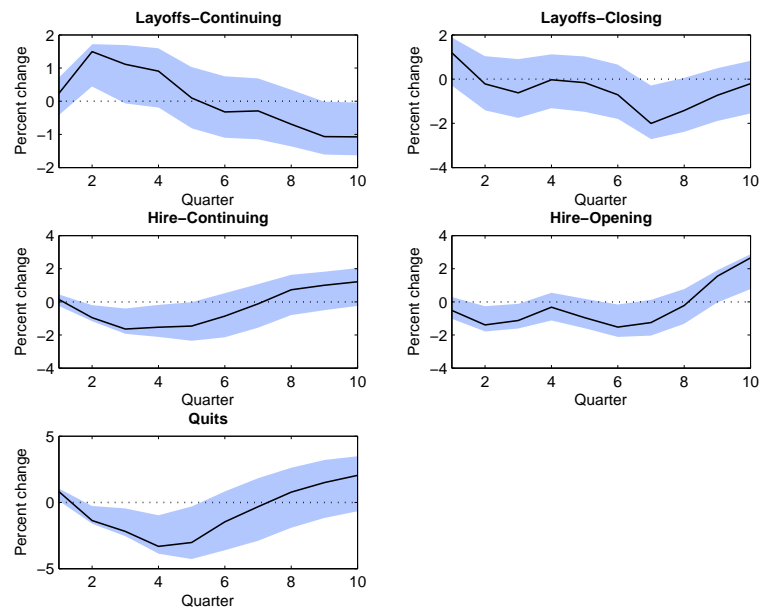 Layoffs−Continuing
Percent change
2
1
0
−1
−2
2 4 6 8 10
Quarter
Layoffs−Closing
Percent change
2
0
−2
−4
2 4 6 8 10
Quarter
Hire−Continuing
Percent change
4
2
0
−2
−4
2 4 6 8 10
Quarter
Hire−Opening
Percent change
4
2
0
−2
−4
2 4 6 8 10
Quarter
Quits
Percent change
5
0
−5
2 4 6 8 10
Quarter